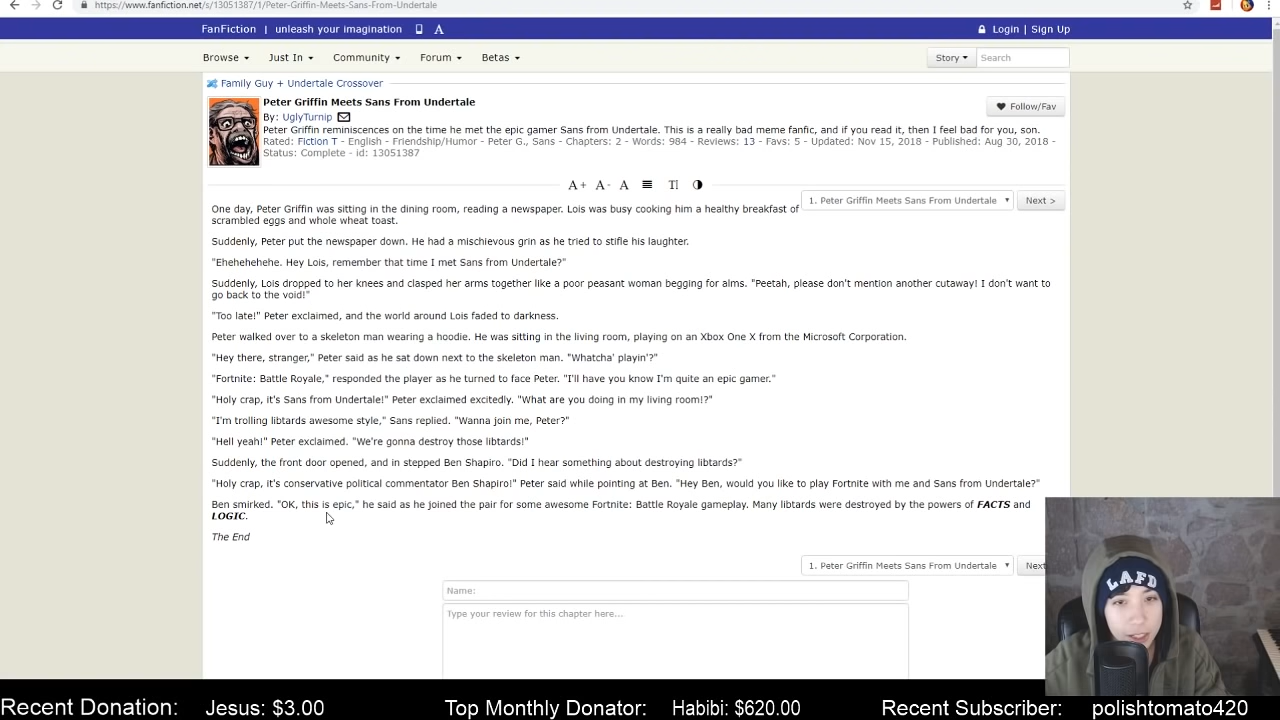 https://www.fanfiction.net/s/13051387/1/Peter-Griffin-Meets-Sans-From-Undertale
FanFiction | unleash your imagination A Login | Sign Up
Browse Just In Community Forum Betas Story Search
Family Guy + Undertale Crossover
Peter Griffin Meets Sans From Undertale
Follow/Fav
By: UglyTurnip
Peter Griffin reminiscences on the time he met the epic gamer Sans from Undertale. This is a really bad meme fanfic, and if you read it, then I feel bad for you, son.
Rated: Fiction T - English - Friendship/Humor - Peter G., Sans - Chapters: 2 - Words: 984 - Reviews: 13 - Favs: 5 - Updated: Nov 15, 2018 - Published: Aug 30, 2018 -
Status: Complete - id: 13051387
A+ A- A T
1. Peter Griffin Meets Sans From Undertale Next >
One day, Peter Griffin was sitting in the dining room, reading a newspaper. Lois was busy cooking him a healthy breakfast of
scrambled eggs and whole wheat toast.
Suddenly, Peter put the newspaper down. He had a mischievous grin as he tried to stifle his laughter.
"Ehehehehehe. Hey Lois, remember that time I met Sans from Undertale?"
Suddenly, Lois dropped to her knees and clasped her arms together like a poor peasant woman begging for alms. "Peetah, please don't mention another cutaway! I don't want to
go back to the void!"
"Too late!" Peter exclaimed, and the world around Lois faded to darkness.
Peter walked over to a skeleton man wearing a hoodie. He was sitting in the living room, playing on an Xbox One X from the Microsoft Corporation.
"Hey there, stranger," Peter said as he sat down next to the skeleton man. "Whatcha' playin'?"
"Fortnite: Battle Royale," responded the player as he turned to face Peter. "I'll have you know I'm quite an epic gamer."
"Holy crap, it's Sans from Undertale!" Peter exclaimed excitedly. "What are you doing in my living room!?"
"I'm trolling libtards awesome style," Sans replied. "Wanna join me, Peter?"
"Hell yeah!" Peter exclaimed. "We're gonna destroy those libtards!"
Suddenly, the front door opened, and in stepped Ben Shapiro. "Did I hear something about destroying libtards?"
"Holy crap, it's conservative political commentator Ben Shapiro!" Peter said while pointing at Ben. "Hey Ben, would you like to play Fortnite with me and Sans from Undertale?"
Ben smirked. "OK, this is epic," he said as he joined the pair for some awesome Fortnite: Battle Royale gameplay. Many libtards were destroyed by the powers of FACTS and
LOGIC.
The End
1. Peter Griffin Meets Sans From Undertale Next
Name:
Type your review for this chapter here...
LAFD
Recent Donation: Jesus: $3.00 Top Monthly Donator: Habibi: $620.00 Recent Subscriber: polishtomato420